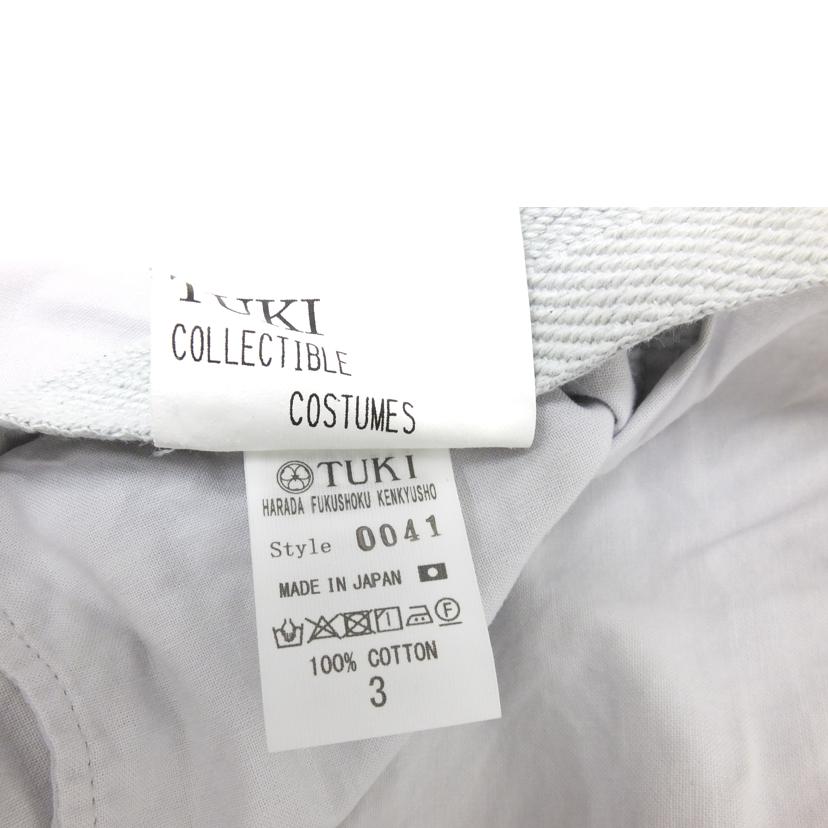 TUKI
COLLECTIBLE
COSTUMES
TUKI
HARADA FUKUSHOKU KENKYUSHO
Style 0041
MADE IN JAPAN
F
100% COTTON
3